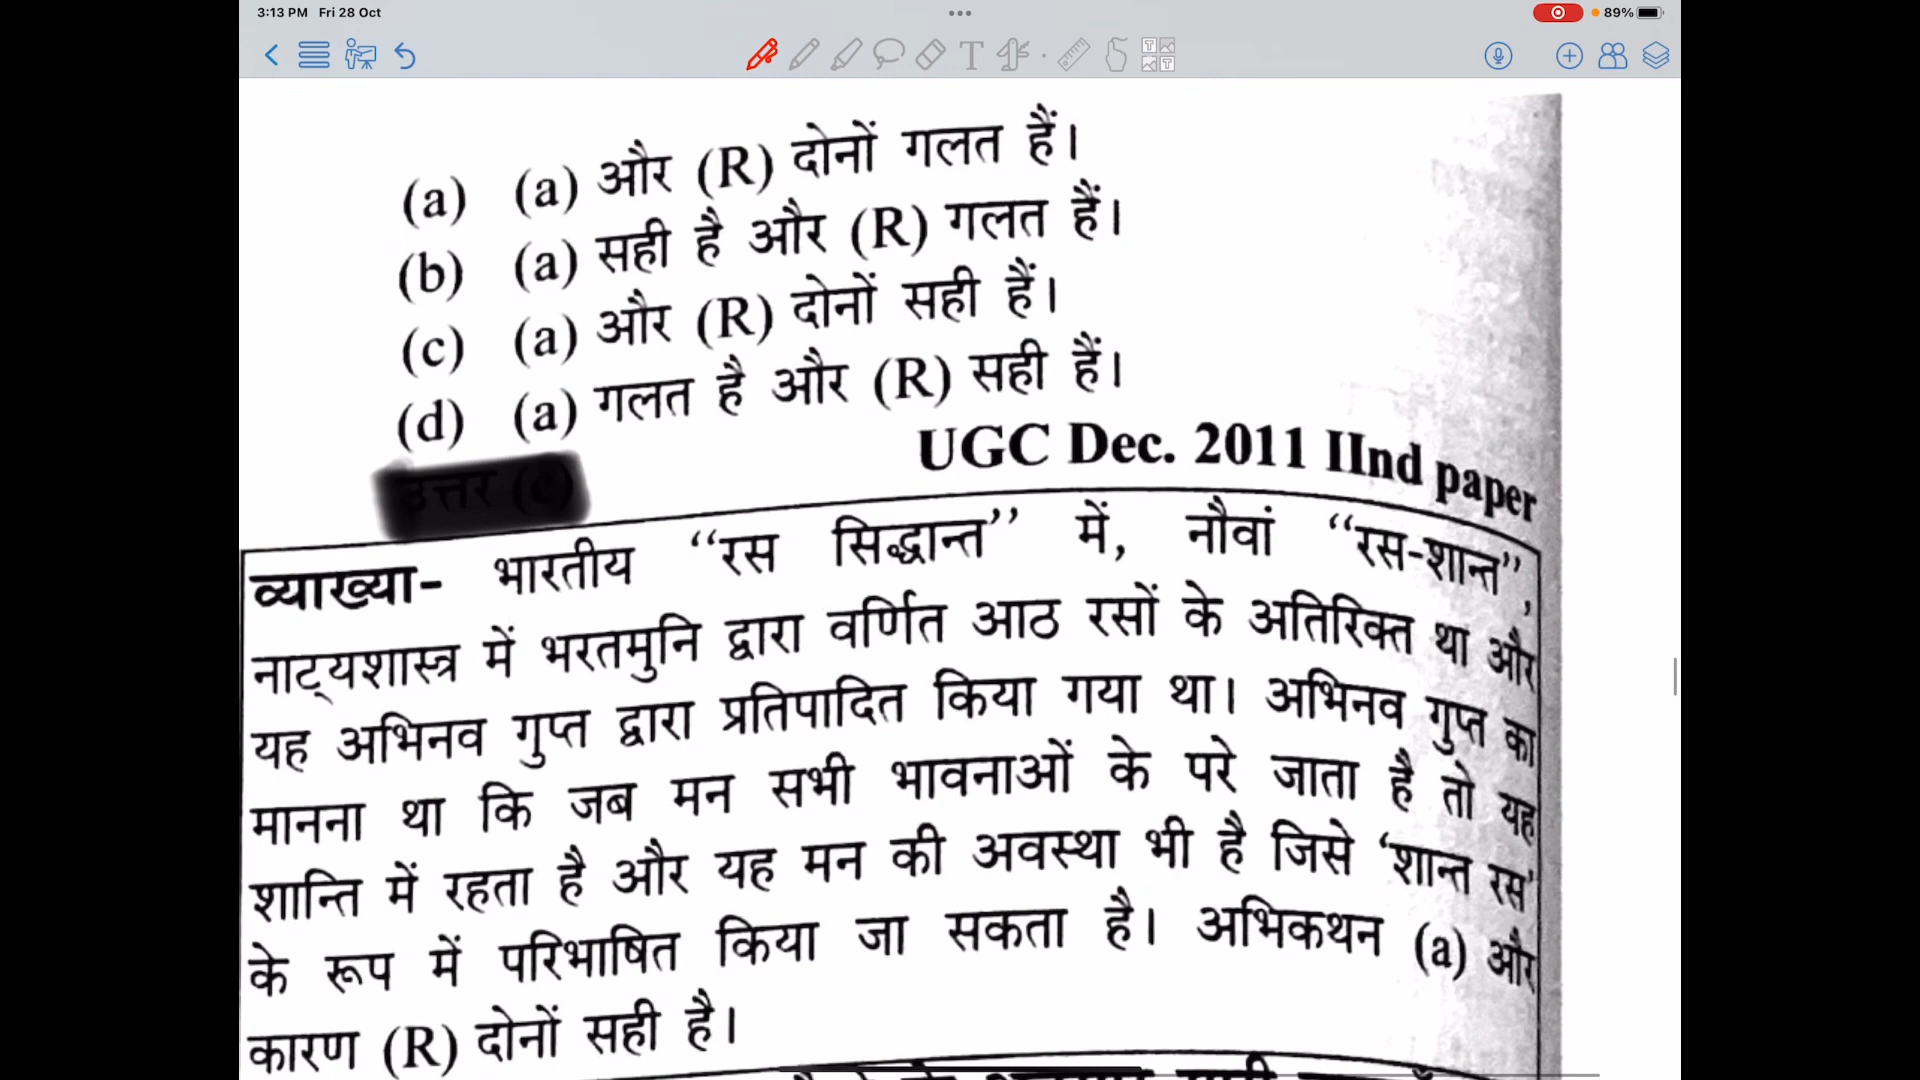 3:13 PM Fri 28 Oct
89%
(a) (a) और (R) दोनों गलत हैं।
(b) (a) सही है और (R) गलत हैं।
(c) (a) और (R) दोनों सही हैं।
(d) (a) गलत है और (R) सही हैं।
UGC Dec. 2011 IInd paper
उत्तर (c)
व्याख्या- भारतीय ‘‘रस सिद्धान्त’’ में, नौवां ‘‘रस-शान्त’’,
नाट्यशास्त्र में भरतमुनि द्वारा वर्णित आठ रसों के अतिरिक्त था और
यह अभिनव गुप्त द्वारा प्रतिपादित किया गया था। अभिनव गुप्त का
मानना था कि जब मन सभी भावनाओं के परे जाता है तो यह
शान्ति में रहता है और यह मन की अवस्था भी है जिसे ‘शान्त रस’
के रूप में परिभाषित किया जा सकता है। अभिकथन (a) और
कारण (R) दोनों सही है।